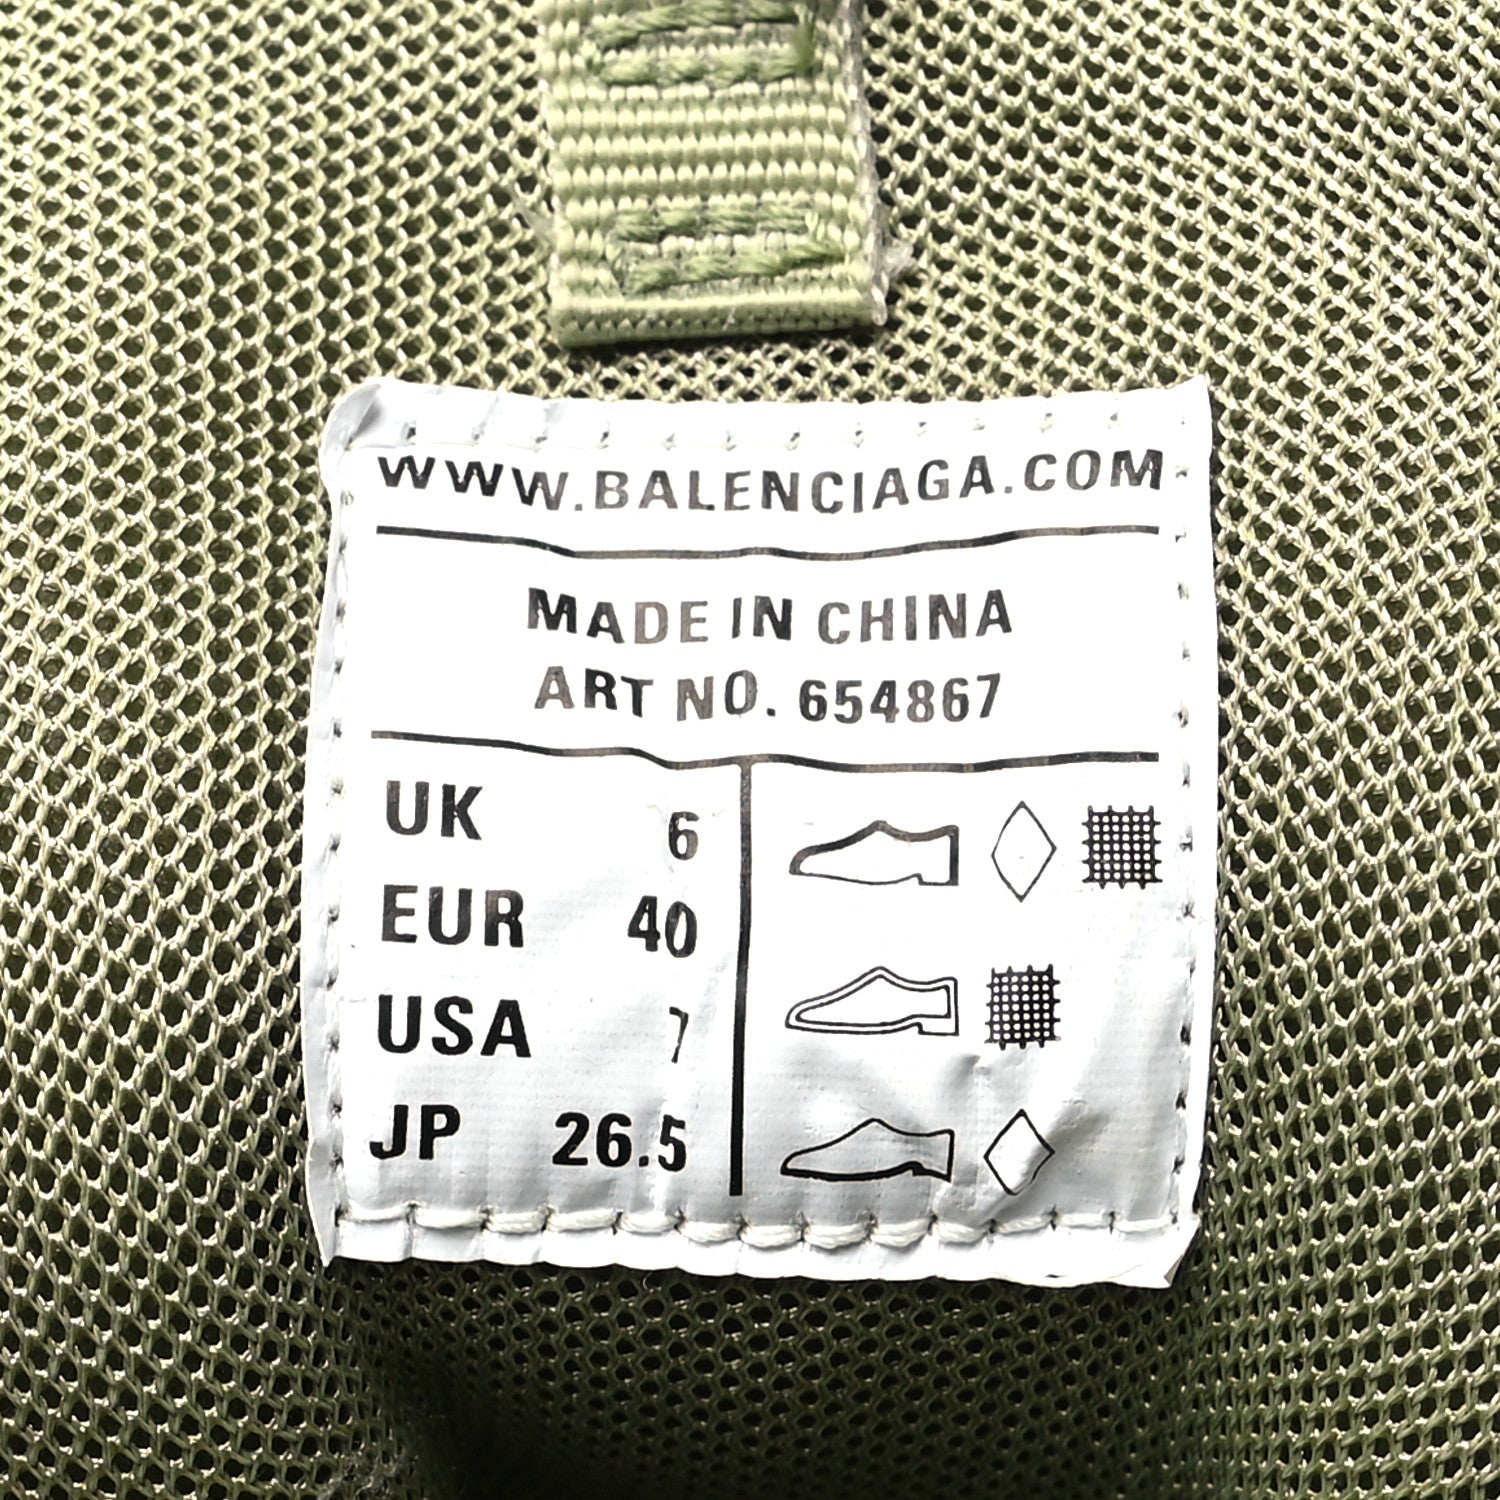 WWW.BALENCIAGA.COM
MADE IN CHINA
ART NO. 654867
UK 6
EUR 40
USA 7
JP 26.5